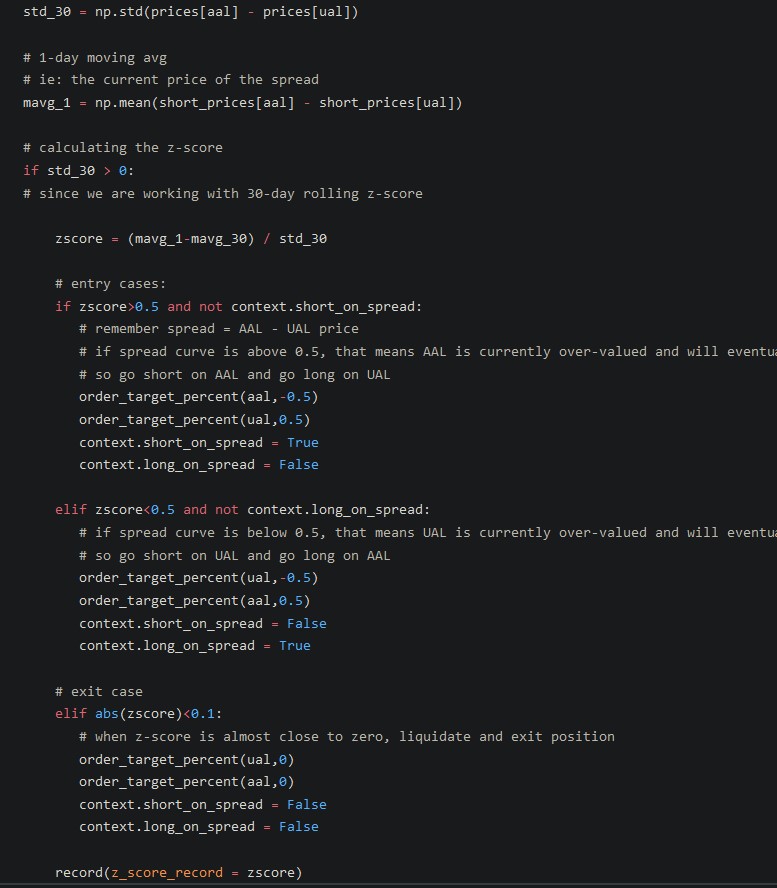 std_30 = np.std(prices[aal] - prices[ual])
# 1-day moving avg
# ie: the current price of the spread
mavg_1 = np.mean(short_prices[aal] - short_prices[ual])
# calculating the z-score
if std_30 > 0:
# since we are working with 30-day rolling z-score
zscore = (mavg_1-mavg_30) / std_30
# entry cases:
if zscore>0.5 and not context.short_on_spread:
# remember spread = AAL - UAL price
# if spread curve is above 0.5, that means AAL is currently over-valued and will eventua
# so go short on AAL and go long on UAL
order_target_percent(aal,-0.5)
order_target_percent(ual,0.5)
context.short_on_spread = True
context.long_on_spread = False
elif zscore<0.5 and not context.long_on_spread:
# if spread curve is below 0.5, that means UAL is currently over-valued and will eventua
# so go short on UAL and go long on AAL
order_target_percent(ual,-0.5)
order_target_percent(aal,0.5)
context.short_on_spread = False
context.long_on_spread = True
# exit case
elif abs(zscore)<0.1:
# when z-score is almost close to zero, liquidate and exit position
order_target_percent(ual,0)
order_target_percent(aal,0)
context.short_on_spread = False
context.long_on_spread = False
record(z_score_record = zscore)